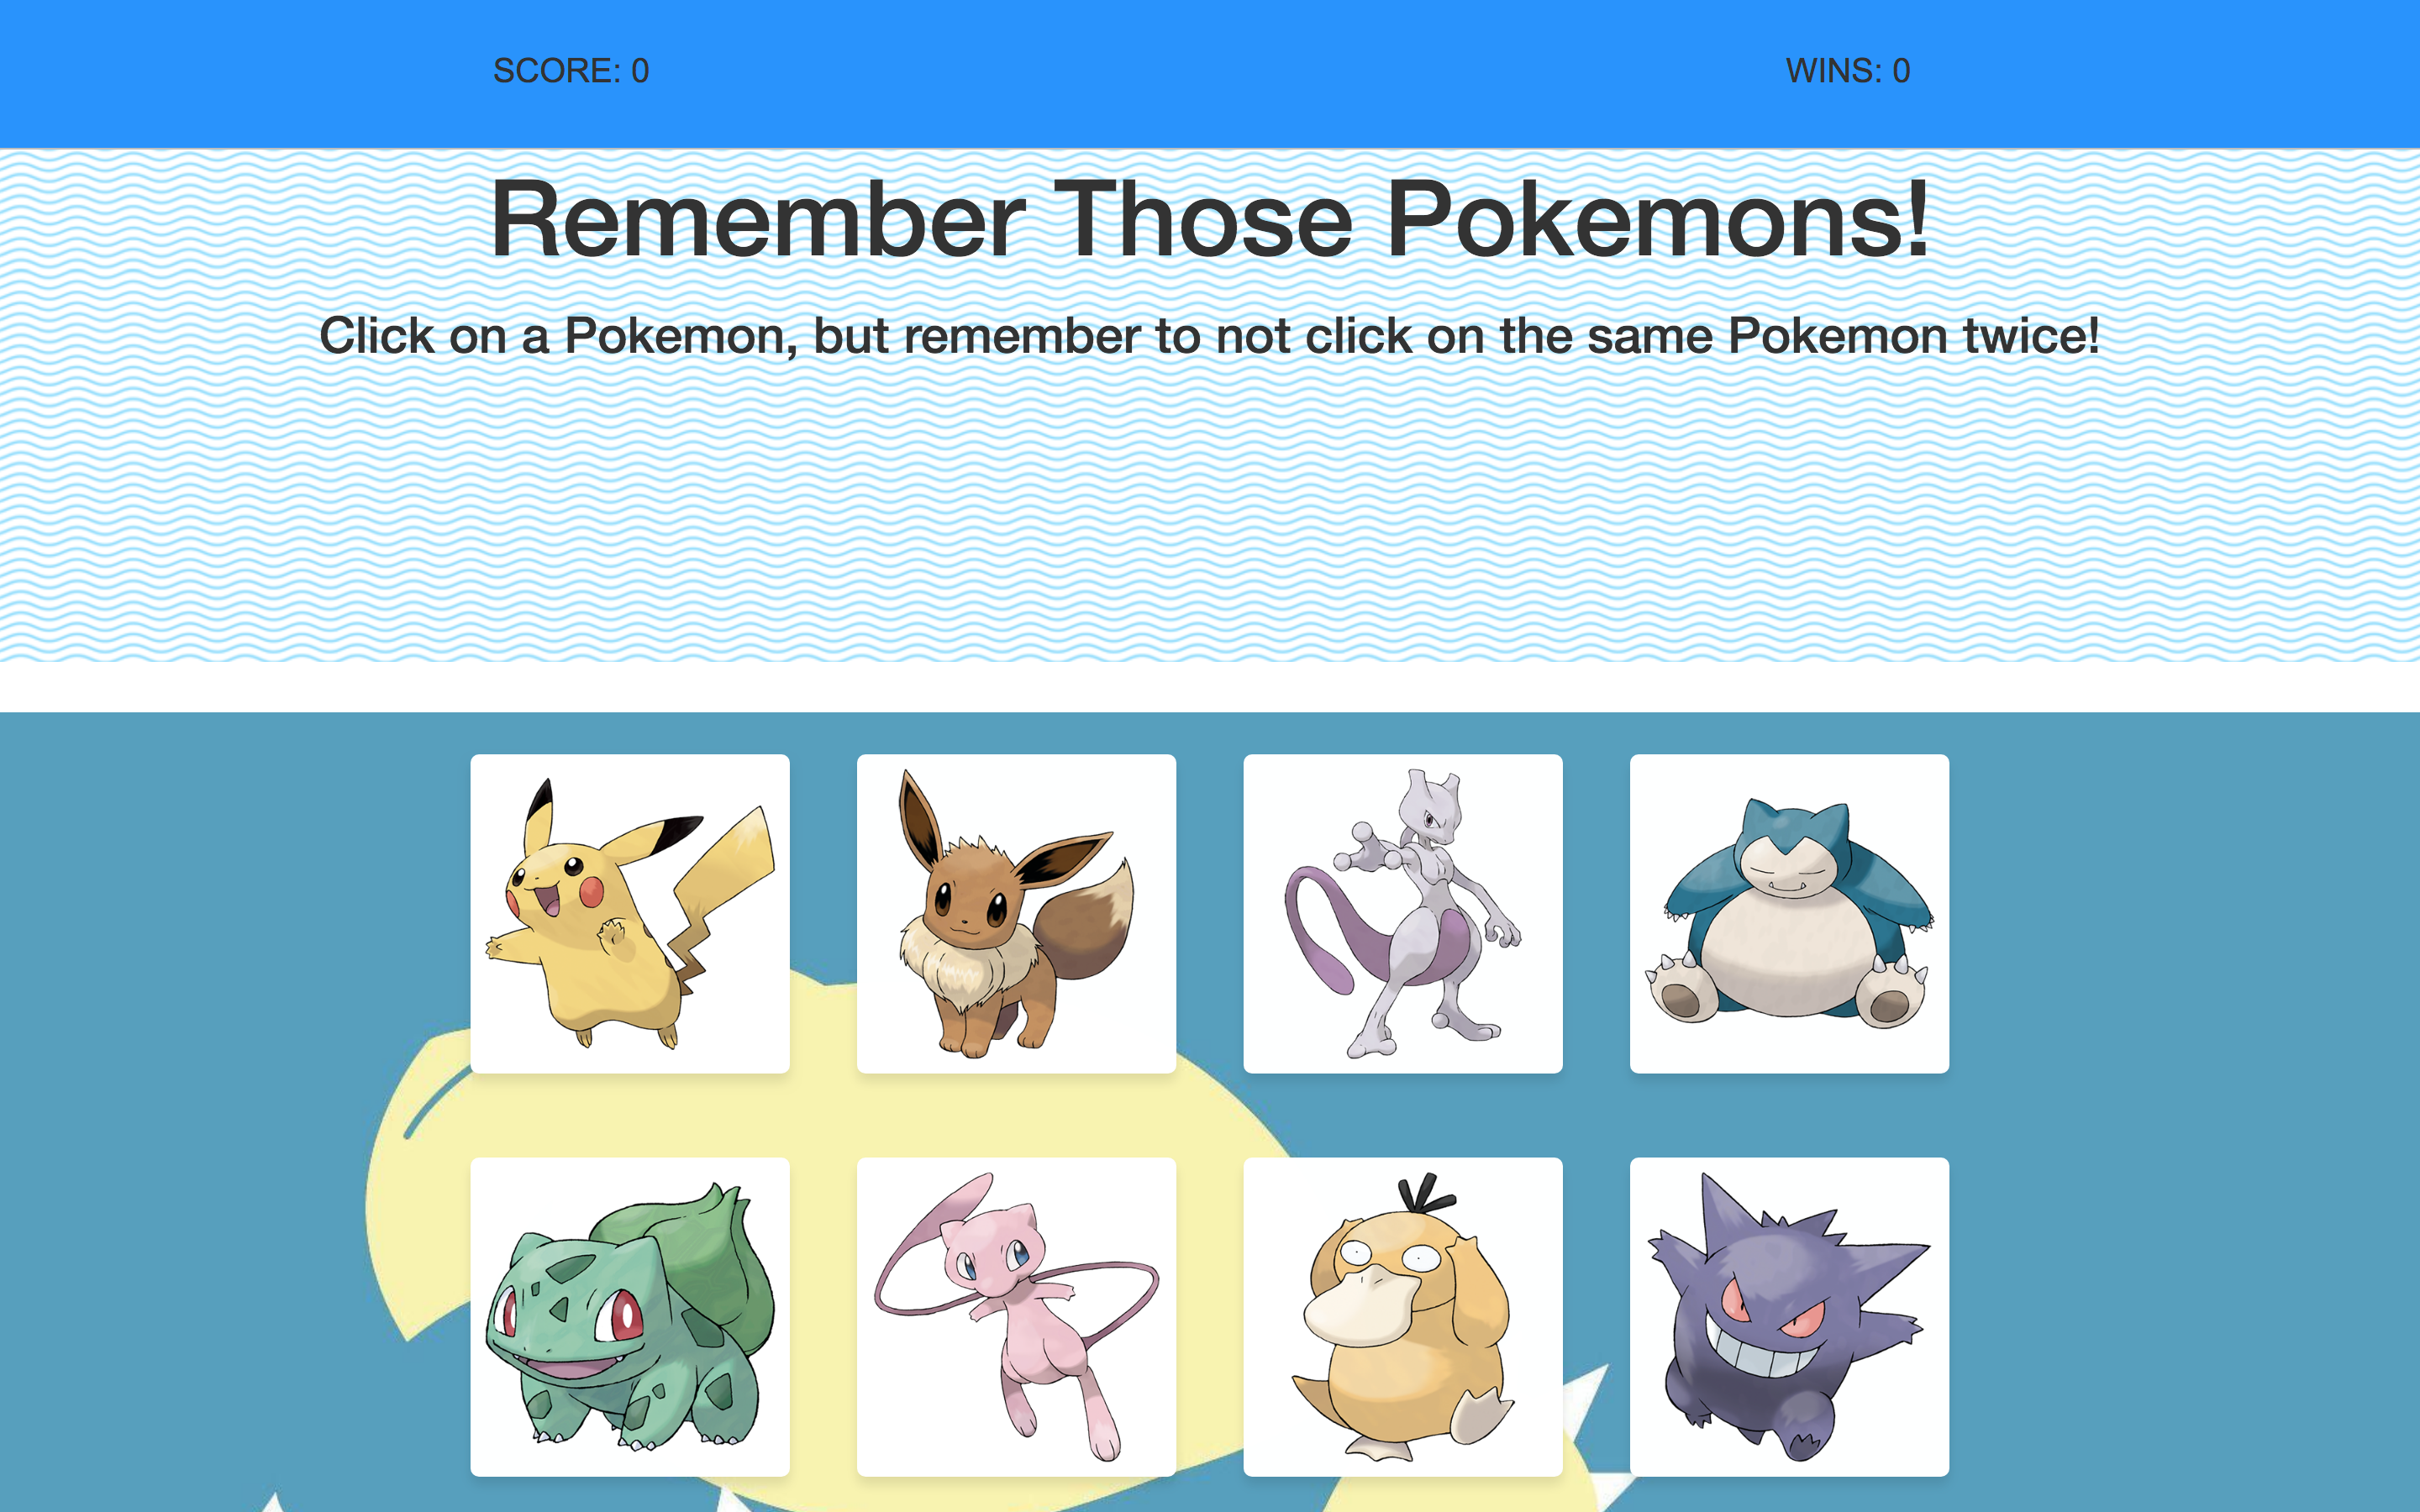 SCORE: 0 WINS: 0
Remember Those Pokemons!
Click on a Pokemon, but remember to not click on the same Pokemon twice!